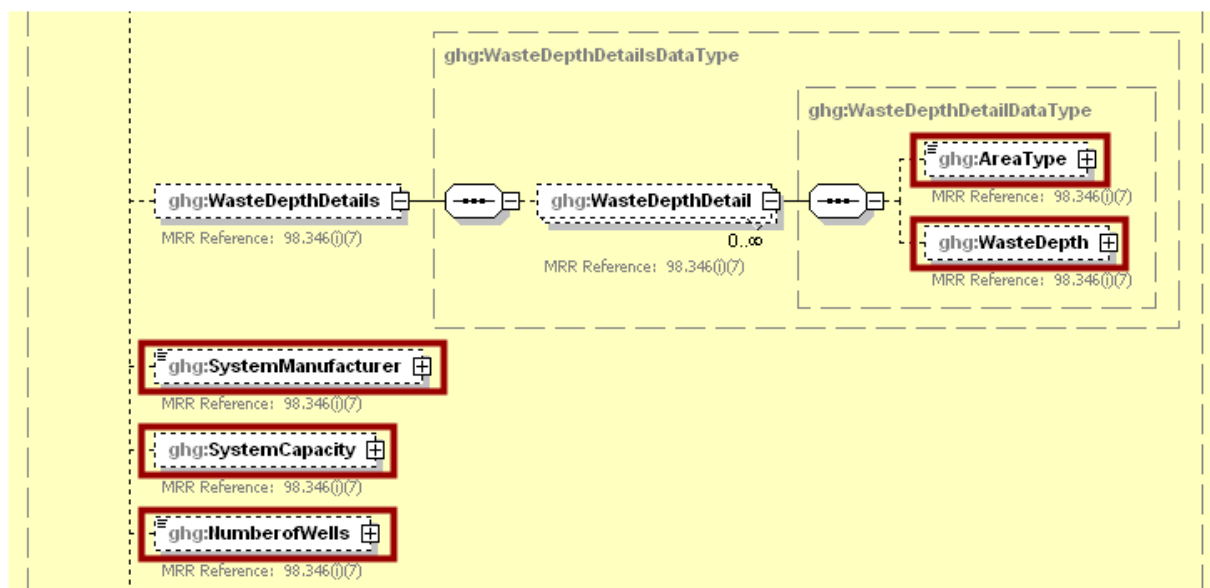 ghg:WasteDepthDetailsDataType
ghg:WasteDepthDetailDataType
ghg:AreaType
MRR Reference: 98.346(i)(7)
ghg:WasteDepthDetails
MRR Reference: 98.346(i)(7)
ghg:WasteDepthDetail
0..∞
MRR Reference: 98.346(i)(7)
ghg:WasteDepth
MRR Reference: 98.346(i)(7)
ghg:SystemManufacturer
MRR Reference: 98.346(i)(7)
ghg:SystemCapacity
MRR Reference: 98.346(i)(7)
ghg:NumberofWells
MRR Reference: 98.346(i)(7)